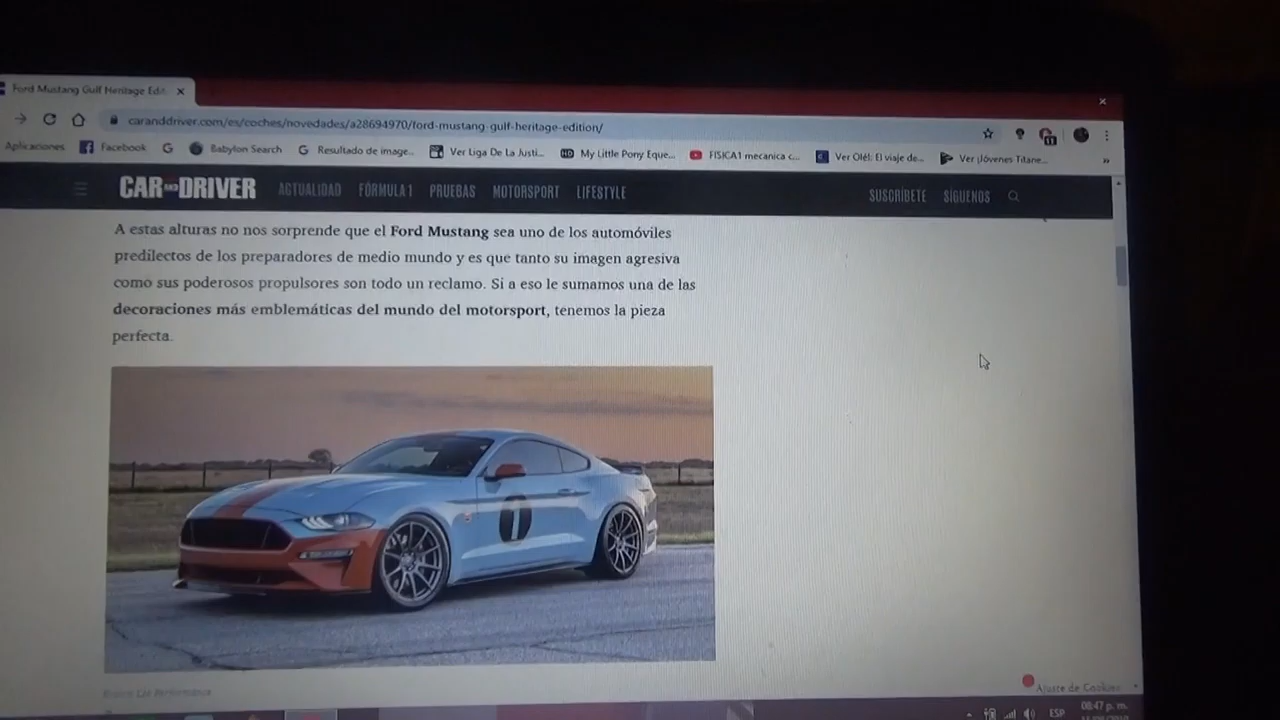 Ford Mustang Gulf Heritage Edit
caranddriver.com/es/coches/novedades/a28694970/ford-mustang-gulf-heritage-edition/
Aplicaciones Facebook Babylon Search Resultado de image... Ver Liga De La Justi... My Little Pony Eque... FISICA1 mecanica c... Ver Olé!: El viaje de... Ver ¡Jóvenes Titane... »
CAR AND DRIVER ACTUALIDAD FÓRMULA 1 PRUEBAS MOTORSPORT LIFESTYLE SUSCRÍBETE SÍGUENOS
A estas alturas no nos sorprende que el Ford Mustang sea uno de los automóviles
predilectos de los preparadores de medio mundo y es que tanto su imagen agresiva
como sus poderosos propulsores son todo un reclamo. Si a eso le sumamos una de las
decoraciones más emblemáticas del mundo del motorsport, tenemos la pieza
perfecta.
1
Ajuste de Cookies
ESP 08:47 p. m.